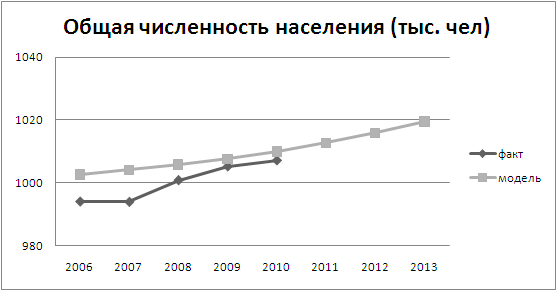 Общая численность населения (тыс. чел)
1040
1020
1000
980
2006 2007 2008 2009 2010 2011 2012 2013
факт
модель